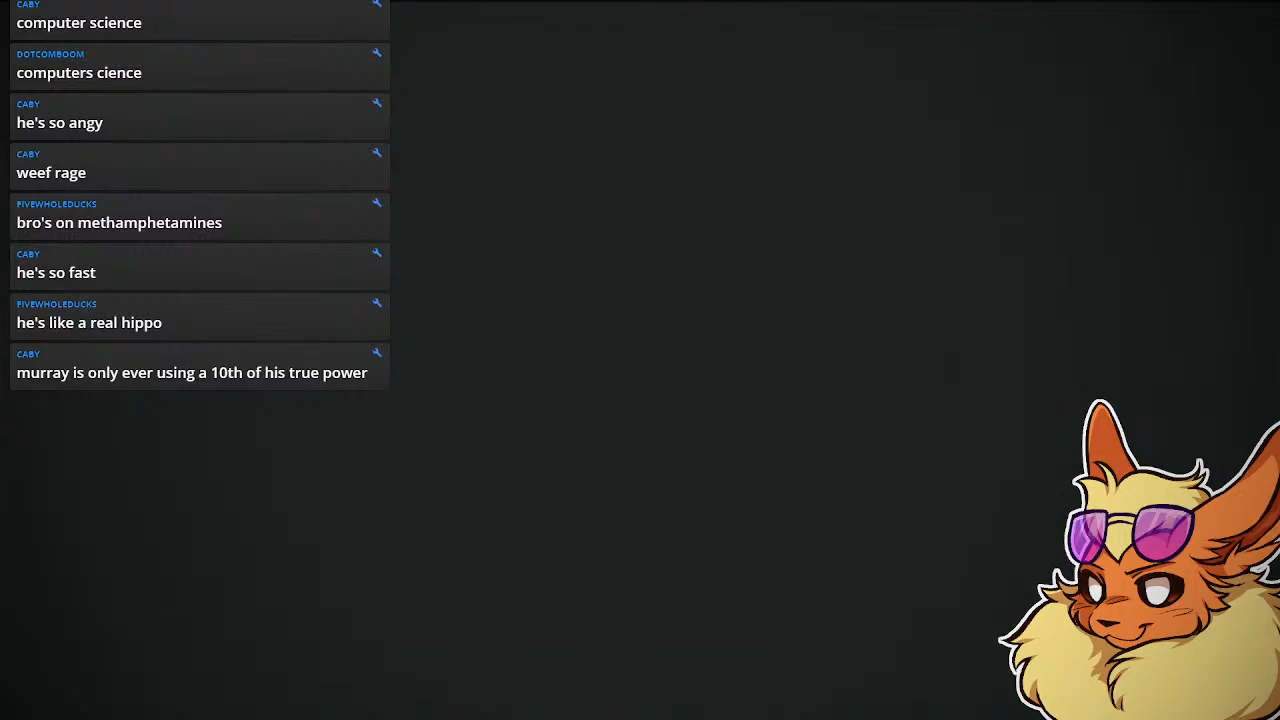 CABY
computer science
DOTCOMBOOM
computers cience
CABY
he's so angy
CABY
weef rage
FIVEWHOLEDUCKS
bro's on methamphetamines
CABY
he's so fast
FIVEWHOLEDUCKS
he's like a real hippo
CABY
murray is only ever using a 10th of his true power